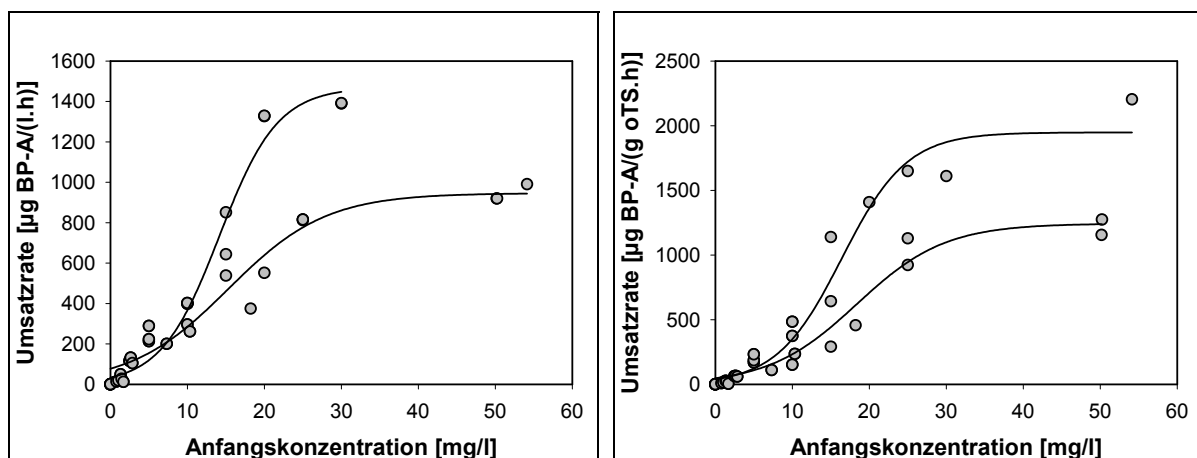 Umsatzrate [µg BP-A/(l.h)]
1600
1400
1200
1000
800
600
400
200
0
0 10 20 30 40 50 60
Anfangskonzentration [mg/l]
Umsatzrate [µg BP-A/(g oTS.h)]
2500
2000
1500
1000
500
0
0 10 20 30 40 50 60
Anfangskonzentration [mg/l]